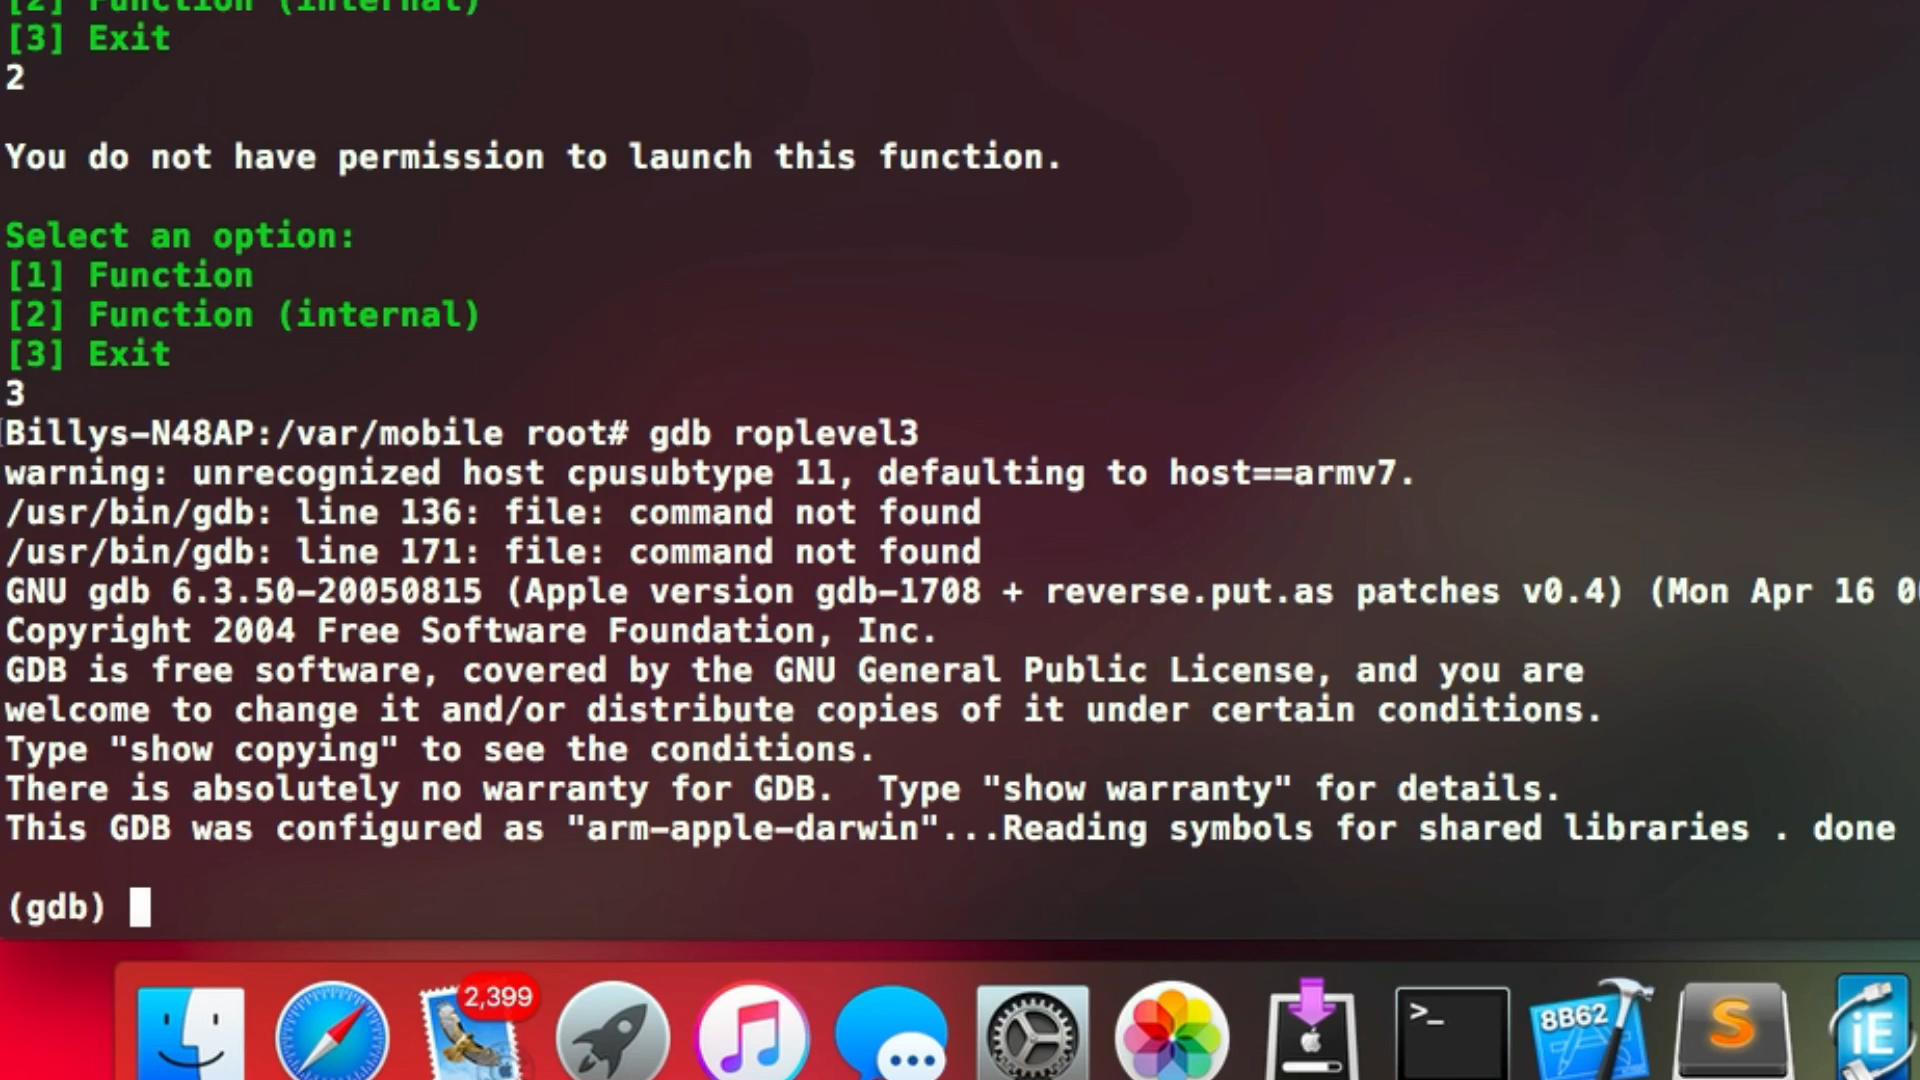 [2] Function (internal)
[3] Exit
2
You do not have permission to launch this function.
Select an option:
[1] Function
[2] Function (internal)
[3] Exit
3
Billys-N48AP:/var/mobile root# gdb roplevel3
warning: unrecognized host cpusubtype 11, defaulting to host==armv7.
/usr/bin/gdb: line 136: file: command not found
/usr/bin/gdb: line 171: file: command not found
GNU gdb 6.3.50-20050815 (Apple version gdb-1708 + reverse.put.as patches v0.4) (Mon Apr 16 0
Copyright 2004 Free Software Foundation, Inc.
GDB is free software, covered by the GNU General Public License, and you are
welcome to change it and/or distribute copies of it under certain conditions.
Type "show copying" to see the conditions.
There is absolutely no warranty for GDB.  Type "show warranty" for details.
This GDB was configured as "arm-apple-darwin"...Reading symbols for shared libraries . done
(gdb)
2,399
>_
8B62
S
iE